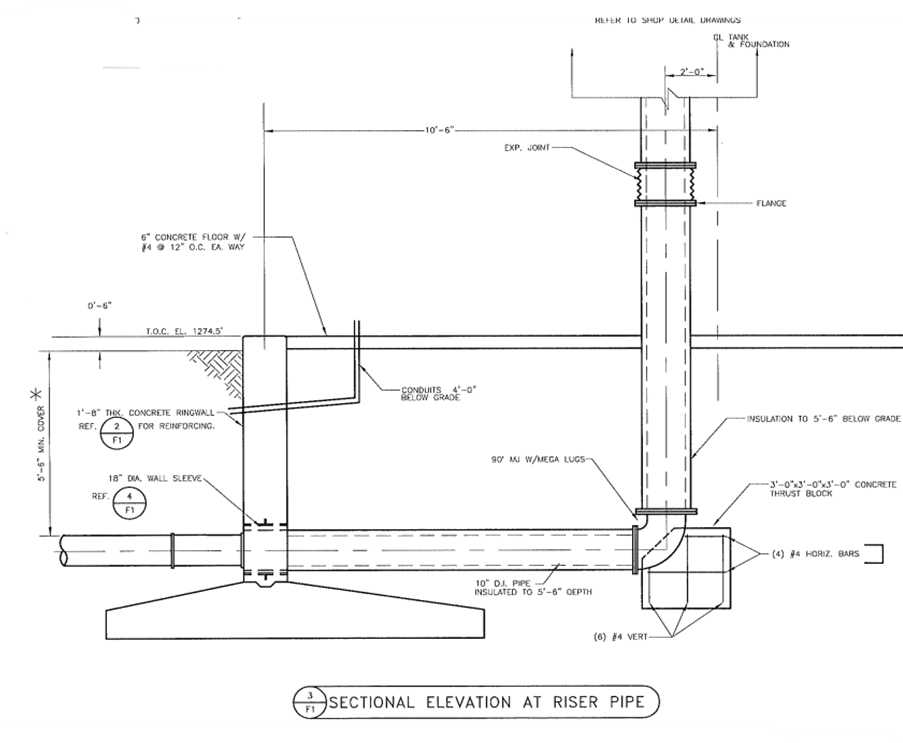 REFER TO SHOP DETAIL DRAWINGS
CL TANK
& FOUNDATION
2'-0"
10'-6"
EXP. JOINT
FLANGE
6" CONCRETE FLOOR W/
#4 @ 12" O.C. EA. WAY
0'-6"
T.O.C. EL. 1274.5'
CONDUITS 4'-0"
BELOW GRADE
1'-8" THK. CONCRETE RINGWALL
REF. 2 FOR REINFORCING.
F1
INSULATION TO 5'-6" BELOW GRADE
5'-6" MIN. COVER *
90' MJ W/MEGA LUGS
18" DIA. WALL SLEEVE
3'-0"x3'-0"x3'-0" CONCRETE
THRUST BLOCK
REF. 4
F1
(4) #4 HORIZ. BARS
10" D.I. PIPE
INSULATED TO 5'-6" DEPTH
(6) #4 VERT
3
F1
SECTIONAL ELEVATION AT RISER PIPE